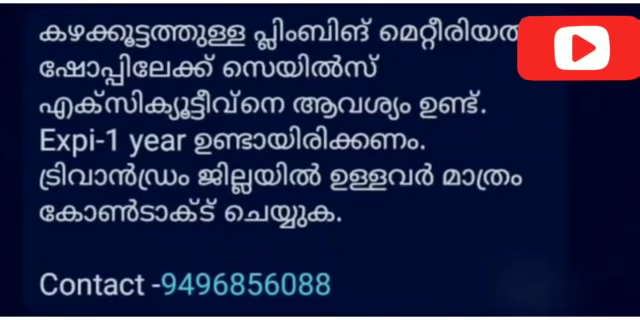 കഴക്കൂട്ടത്തുള്ള പ്ലിംബിങ് മെറ്റീരിയൽ
ഷോപ്പിലേക്ക് സെയിൽസ്
എക്സിക്യൂട്ടീവ്നെ ആവശ്യം ഉണ്ട്.
Expi-1 year ഉണ്ടായിരിക്കണം.
ട്രിവാൻഡ്രം ജില്ലയിൽ ഉള്ളവർ മാത്രം
കോൺടാക്ട് ചെയ്യുക.
Contact -9496856088